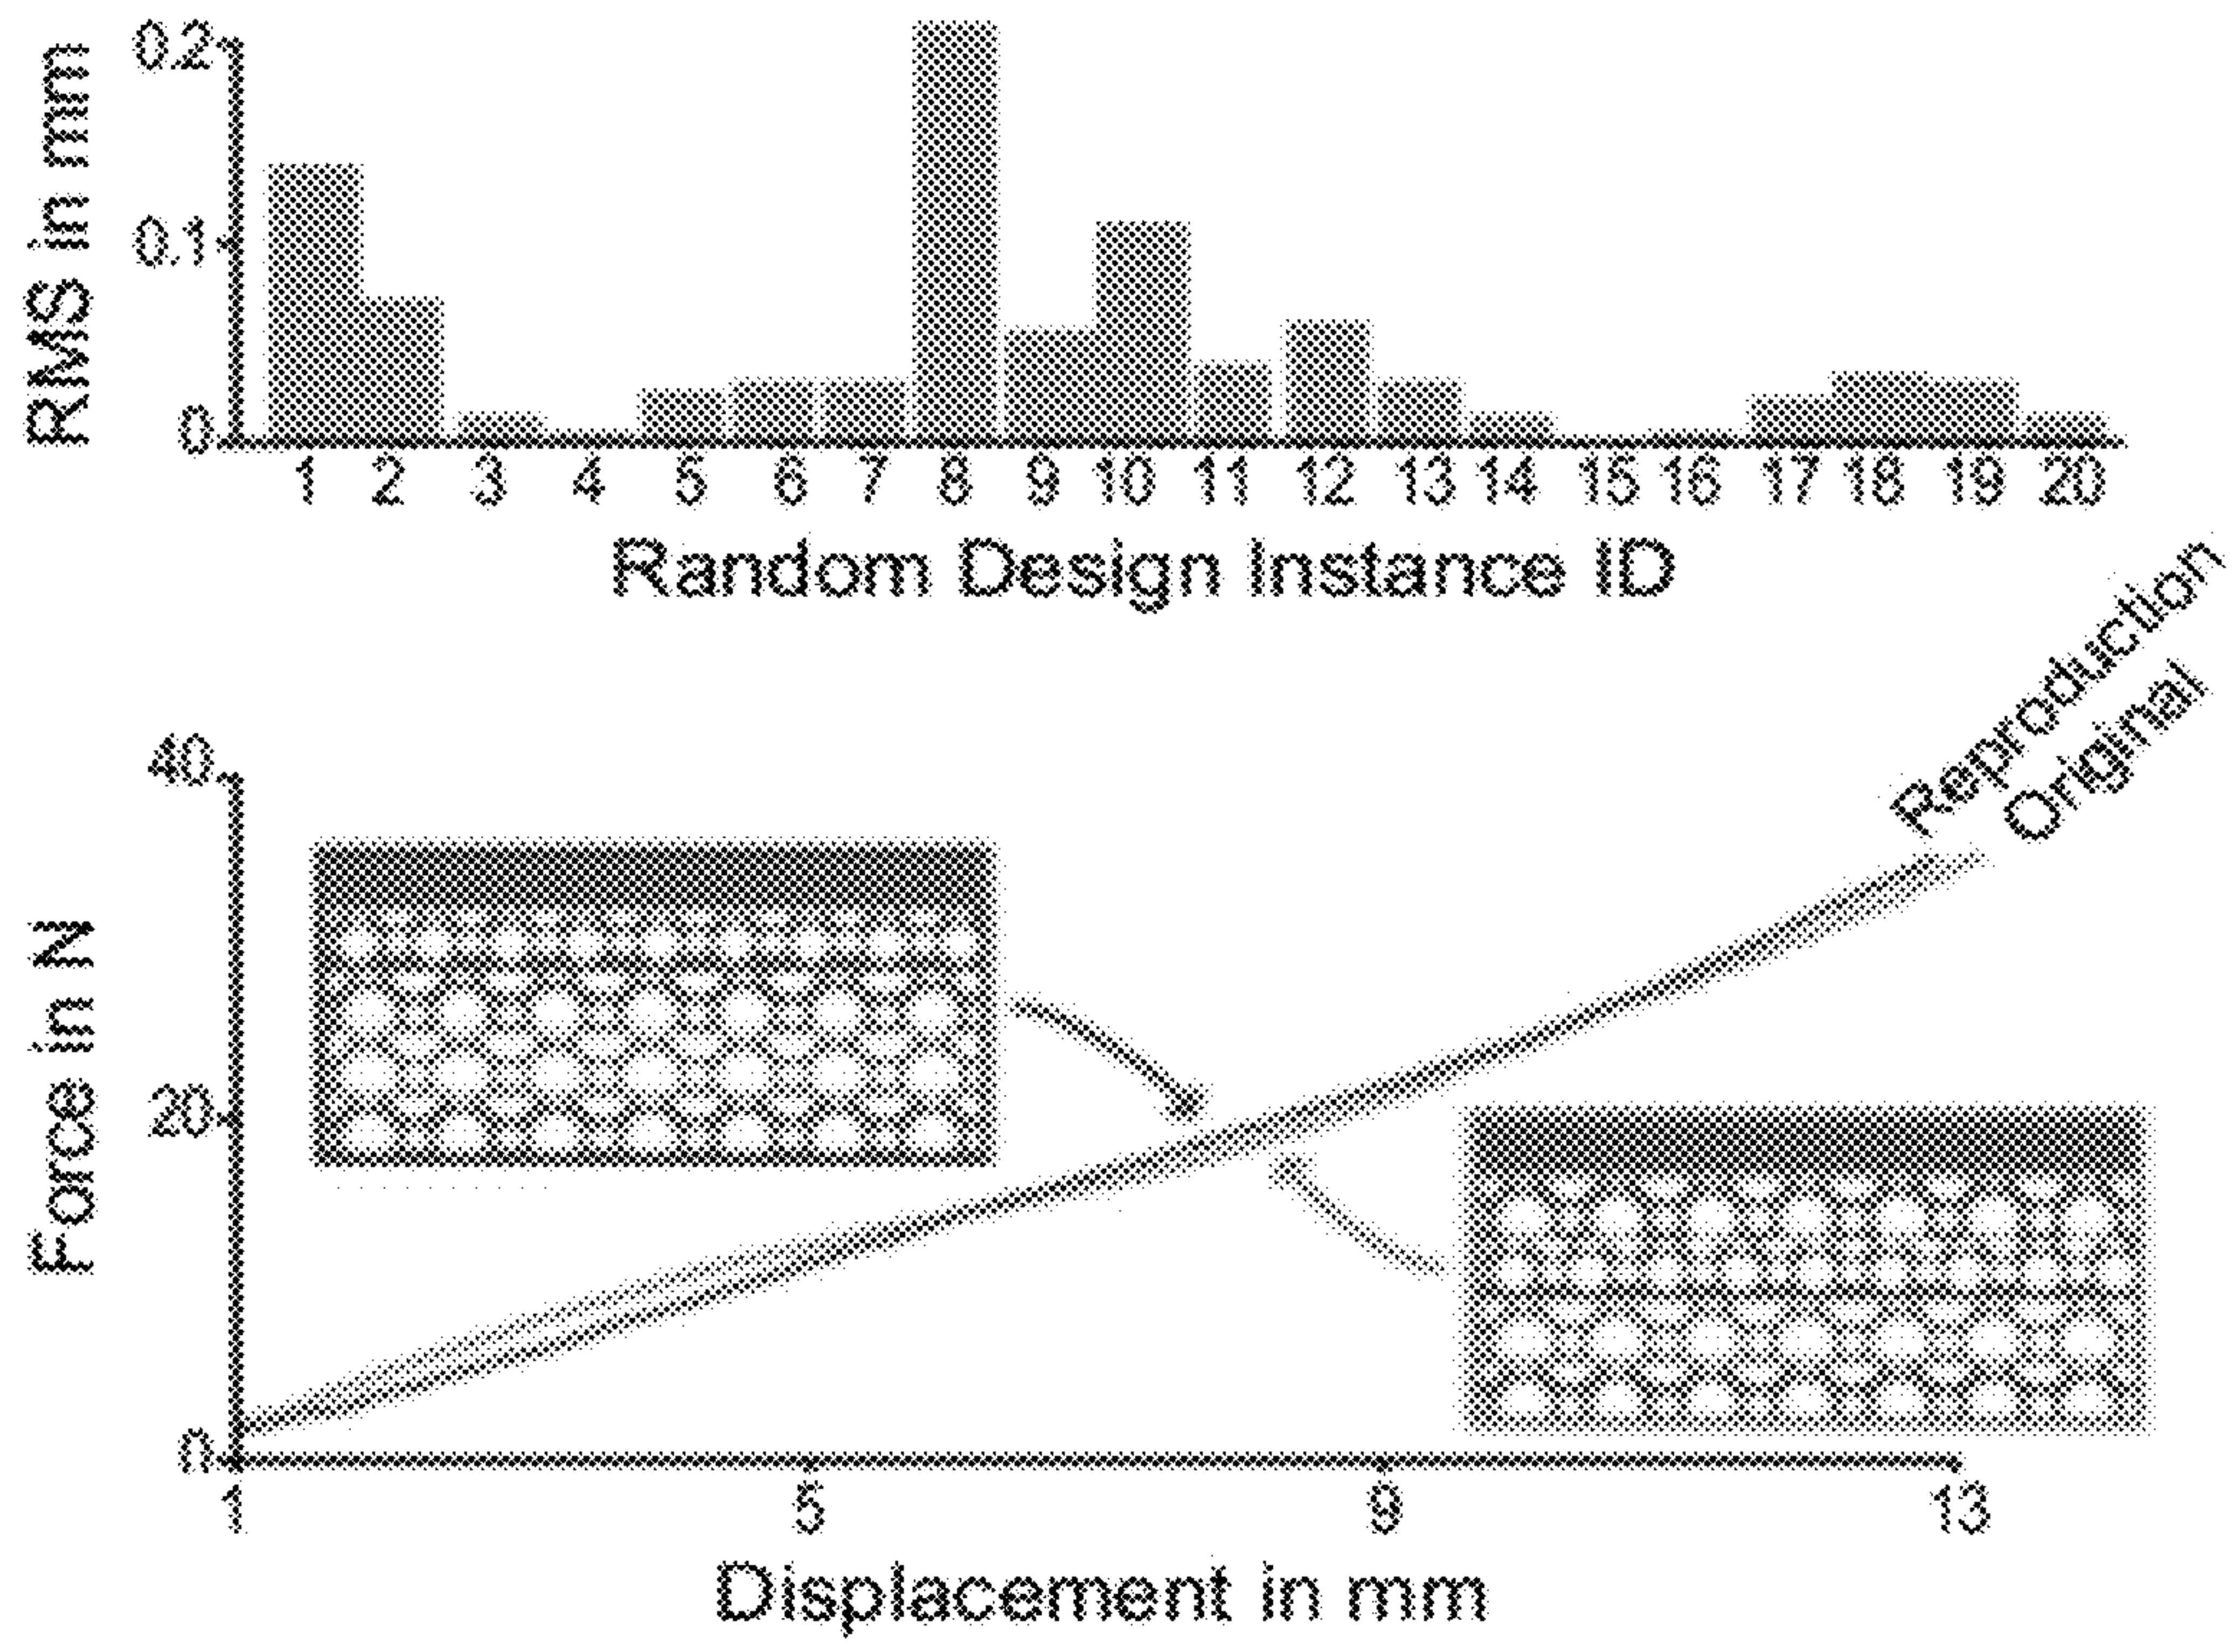 RMS in mm
0.2
0.1
0
1 2 3 4 5 6 7 8 9 10 11 12 13 14 15 16 17 18 19 20
Random Design Instance ID
Reproduction
Original
Force in N
40
20
0
1 5 9 13
Displacement in mm